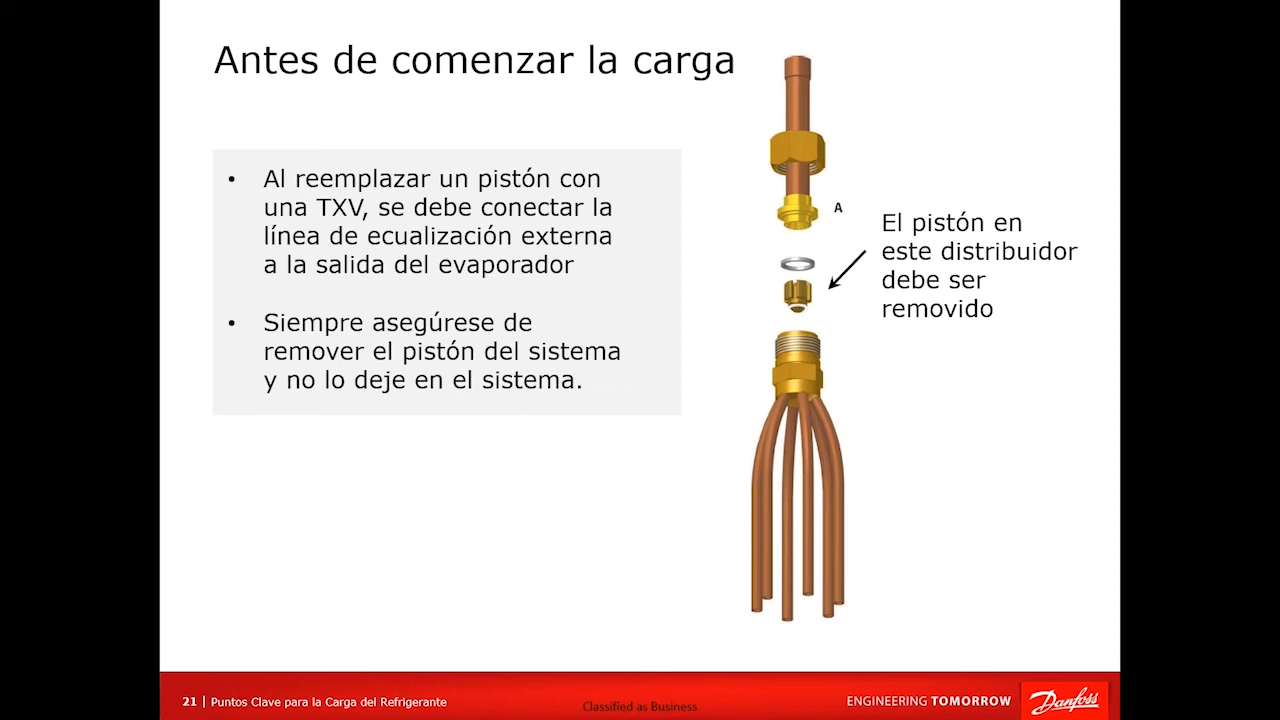 Antes de comenzar la carga
• Al reemplazar un pistón con
una TXV, se debe conectar la
línea de ecualización externa
a la salida del evaporador
• Siempre asegúrese de
remover el pistón del sistema
y no lo deje en el sistema.
A
El pistón en
este distribuidor
debe ser
removido
21 | Puntos Clave para la Carga del Refrigerante
Classified as Business
ENGINEERING TOMORROW
Danfoss